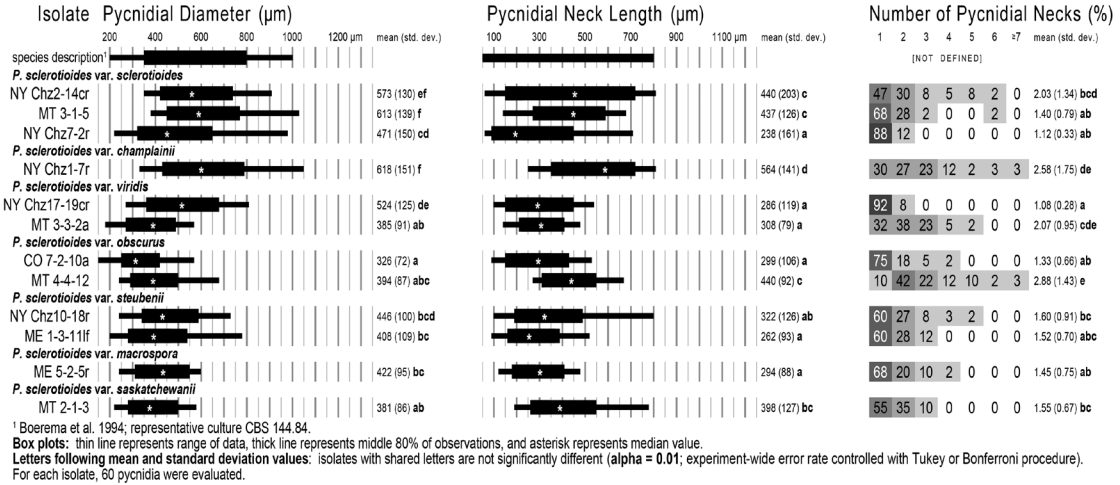 Isolate Pycnidial Diameter (µm) Pycnidial Neck Length (µm) Number of Pycnidial Necks (%)
200 400 600 800 1000 1200 µm mean (std. dev.) 100 300 500 700 900 1100 µm mean (std. dev.) 1 2 3 4 5 6 ≥7 mean (std. dev.)
species description¹ [NOT DEFINED]
P. sclerotioides var. sclerotioides
NY Chz2-14cr 573 (130) ef 440 (203) c 47 30 8 5 8 2 0 2.03 (1.34) bcd
MT 3-1-5 613 (139) f 437 (126) c 68 28 2 0 0 2 0 1.40 (0.79) ab
NY Chz7-2r 471 (150) cd 238 (161) a 88 12 0 0 0 0 0 1.12 (0.33) ab
P. sclerotioides var. champlainii
NY Chz1-7r 618 (151) f 564 (141) d 30 27 23 12 2 3 3 2.58 (1.75) de
P. sclerotioides var. viridis
NY Chz17-19cr 524 (125) de 286 (119) a 92 8 0 0 0 0 0 1.08 (0.28) a
MT 3-3-2a 385 (91) ab 308 (79) a 32 38 23 5 2 0 0 2.07 (0.95) cde
P. sclerotioides var. obscurus
CO 7-2-10a 326 (72) a 299 (106) a 75 18 5 2 0 0 0 1.33 (0.66) ab
MT 4-4-12 394 (87) abc 440 (92) c 10 42 22 12 10 2 3 2.88 (1.43) e
P. sclerotioides var. steubenii
NY Chz10-18r 446 (100) bcd 322 (126) ab 60 27 8 3 2 0 0 1.60 (0.91) bc
ME 1-3-11lf 408 (109) bc 262 (93) a 60 28 12 0 0 0 0 1.52 (0.70) abc
P. sclerotioides var. macrospora
ME 5-2-5r 422 (95) bc 294 (88) a 68 20 10 2 0 0 0 1.45 (0.75) ab
P. sclerotioides var. saskatchewanii
MT 2-1-3 381 (86) ab 398 (127) bc 55 35 10 0 0 0 0 1.55 (0.67) bc
¹ Boerema et al. 1994; representative culture CBS 144.84.
Box plots: thin line represents range of data, thick line represents middle 80% of observations, and asterisk represents median value.
Letters following mean and standard deviation values: isolates with shared letters are not significantly different (alpha = 0.01; experiment-wide error rate controlled with Tukey or Bonferroni procedure).
For each isolate, 60 pycnidia were evaluated.